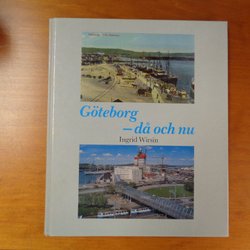 Göteborg
– då och nu
Ingrid Wirsin